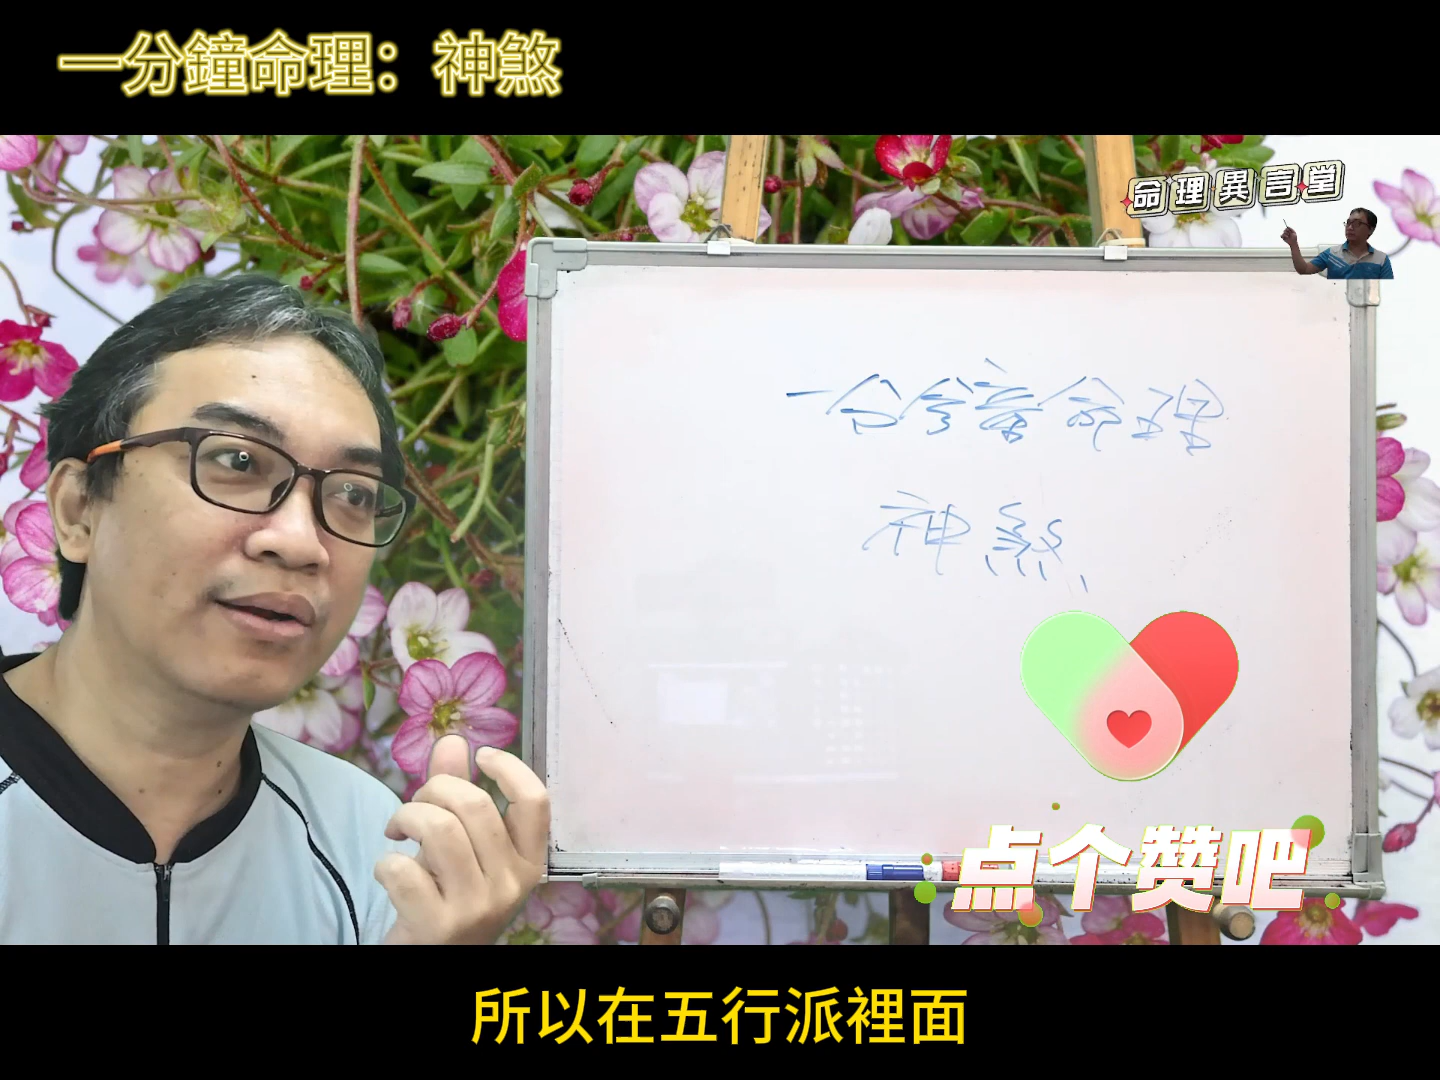 一分鐘命理：神煞
命理異言堂
一分鐘命理
神煞
点个赞吧
所以在五行派裡面